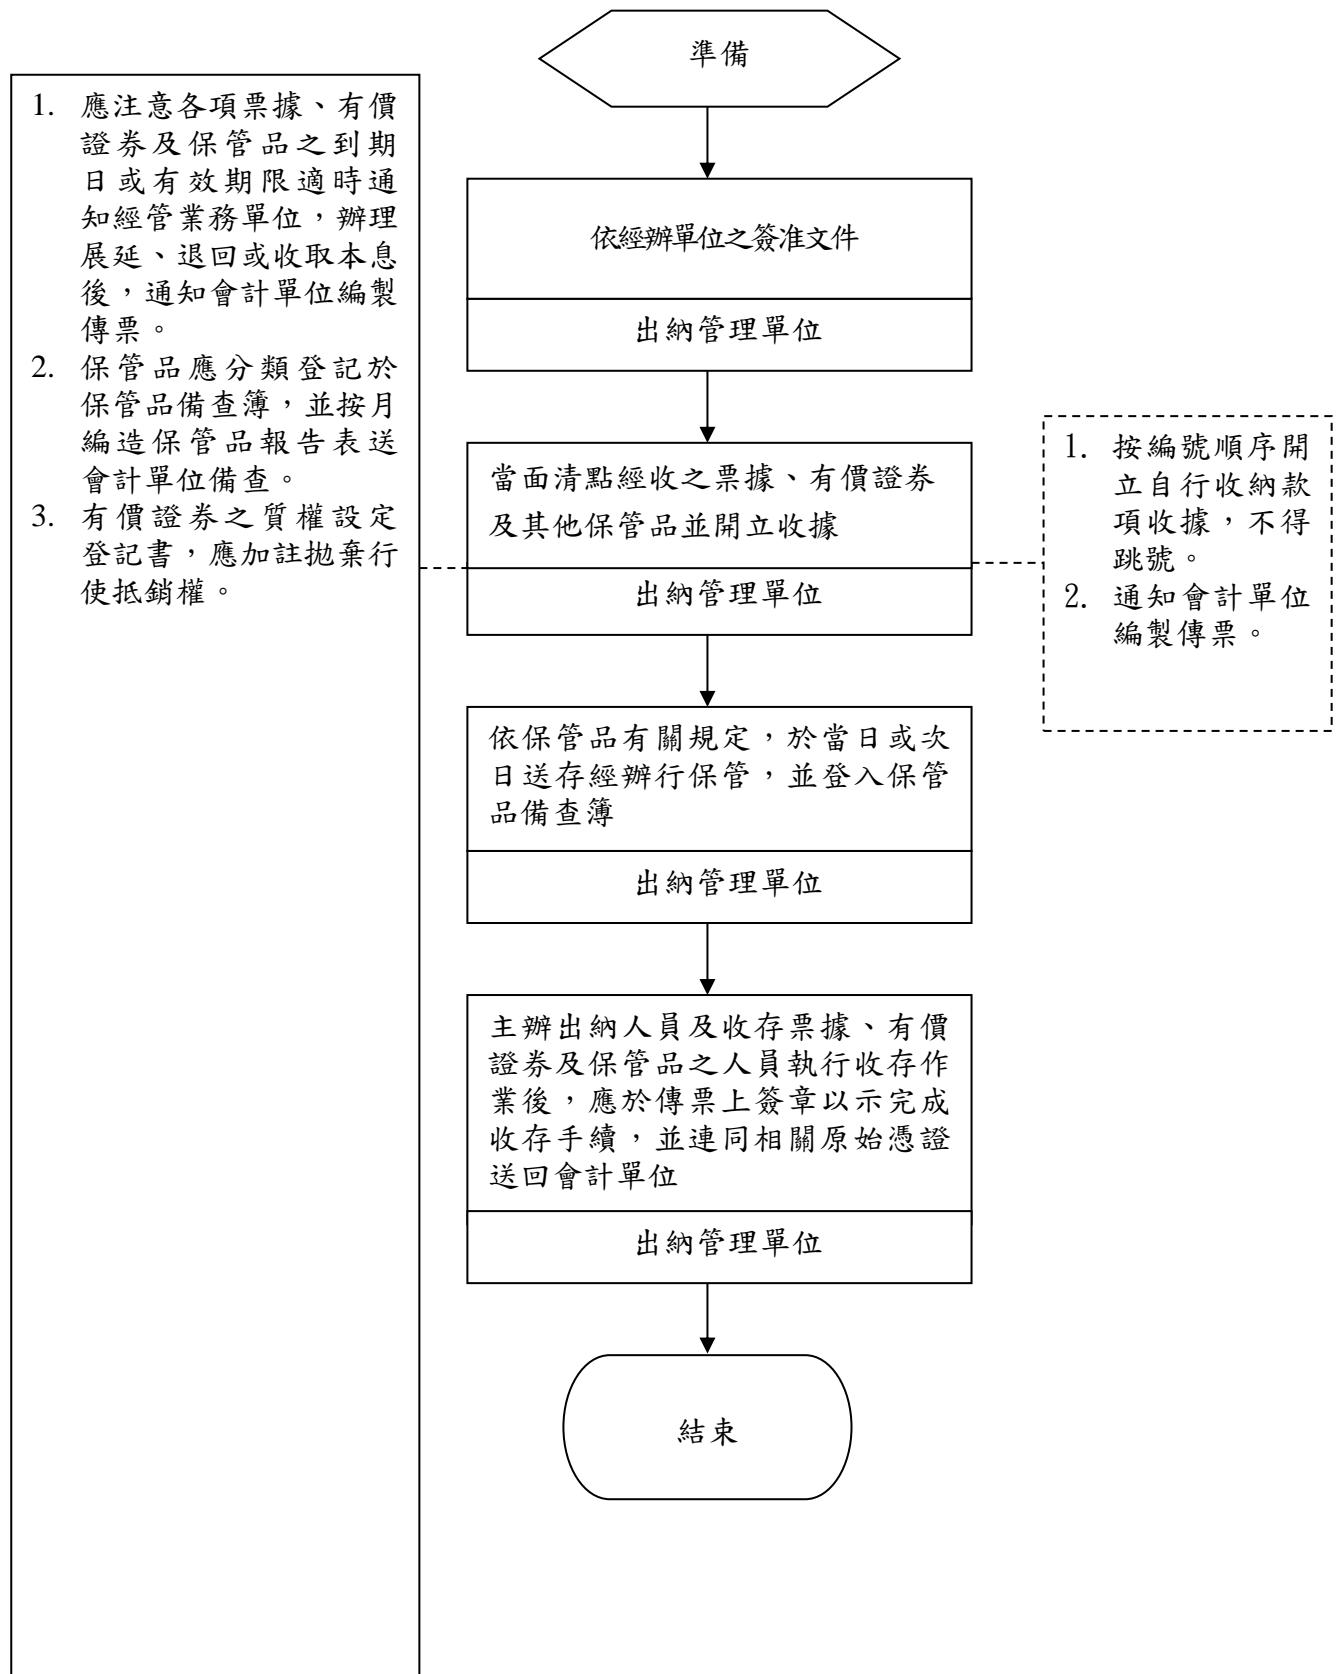 準備
1. 應注意各項票據、有價
證券及保管品之到期
日或有效期限適時通
知經管業務單位，辦理
展延、退回或收取本息
後，通知會計單位編製
傳票。
2. 保管品應分類登記於
保管品備查簿，並按月
編造保管品報告表送
會計單位備查。
3. 有價證券之質權設定
登記書，應加註拋棄行
使抵銷權。
依經辦單位之簽准文件
出納管理單位
當面清點經收之票據、有價證券
及其他保管品並開立收據
出納管理單位
1. 按編號順序開
立自行收納款
項收據，不得
跳號。
2. 通知會計單位
編製傳票。
依保管品有關規定，於當日或次
日送存經辦行保管，並登入保管
品備查簿
出納管理單位
主辦出納人員及收存票據、有價
證券及保管品之人員執行收存作
業後，應於傳票上簽章以示完成
收存手續，並連同相關原始憑證
送回會計單位
出納管理單位
結束